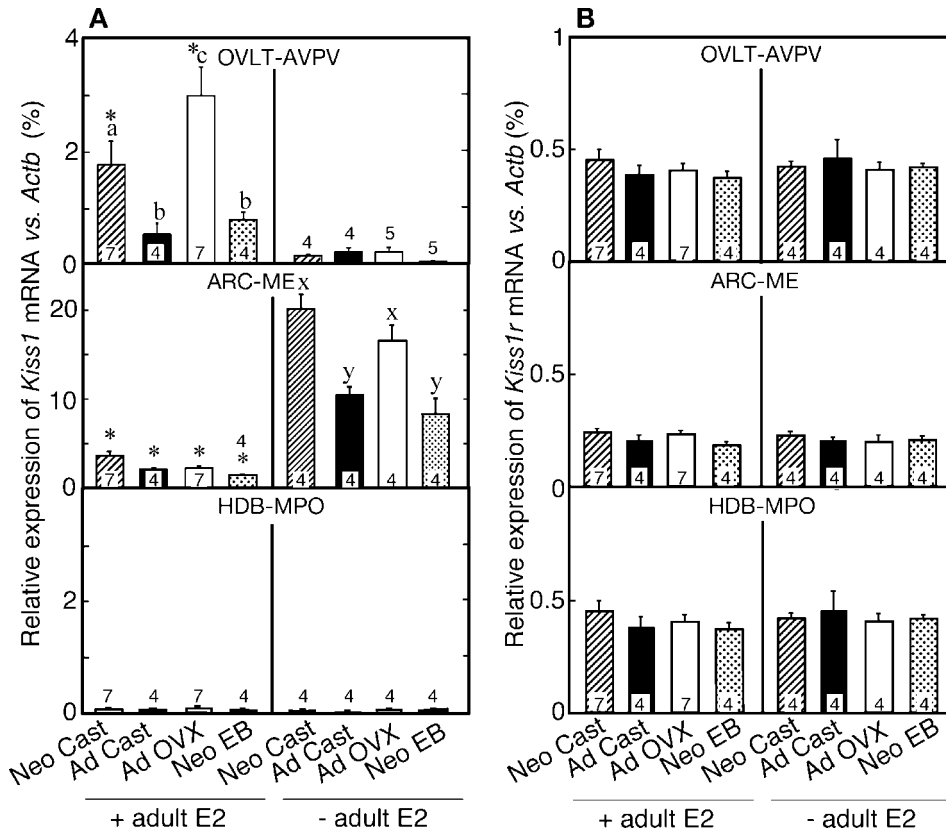 A
Relative expression of Kiss1 mRNA vs. Actb (%)
4
2
0
OVLT-AVPV
*
a
b
*c
b
7
4
7
4
4
4
5
5
20
10
0
ARC-ME
*
*
*
4
*
x
y
x
y
7
4
7
4
4
4
4
2
0
HDB-MPO
7
4
7
4
4
4
4
4
Neo Cast
Ad Cast
Ad OVX
Neo EB
Neo Cast
Ad Cast
Ad OVX
Neo EB
+ adult E2
- adult E2
B
Relative expression of Kiss1r mRNA vs. Actb (%)
1
0.5
0
OVLT-AVPV
7
4
7
4
4
4
4
4
0.5
0
ARC-ME
7
4
7
4
4
4
4
4
0.5
0
HDB-MPO
7
4
7
4
4
4
4
4
Neo Cast
Ad Cast
Ad OVX
Neo EB
Neo Cast
Ad Cast
Ad OVX
Neo EB
+ adult E2
- adult E2